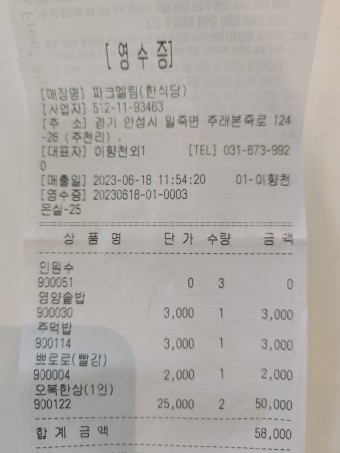 [영수증]
[매장명] 파크엘림(한식당)
[사업자] 512-11-93463
[주  소] 경기 안성시 일죽면 주래본죽로 124
-26 (주천리) .
[대표자] 이향천외1 [TEL] 031-673-992
0
[매출일] 2023-06-18 11:54:20 01-이향천
[영수증] 20230618-01-0003
온실-25
상 품 명 단 가 수량 금 액
인원수
900051 0 3 0
영양솥밥
900030 3,000 1 3,000
주먹밥
900114 3,000 1 3,000
뽀로로(빨강)
900004 2,000 1 2,000
오복한상(1인)
900122 25,000 2 50,000
합 계 금 액 58,000